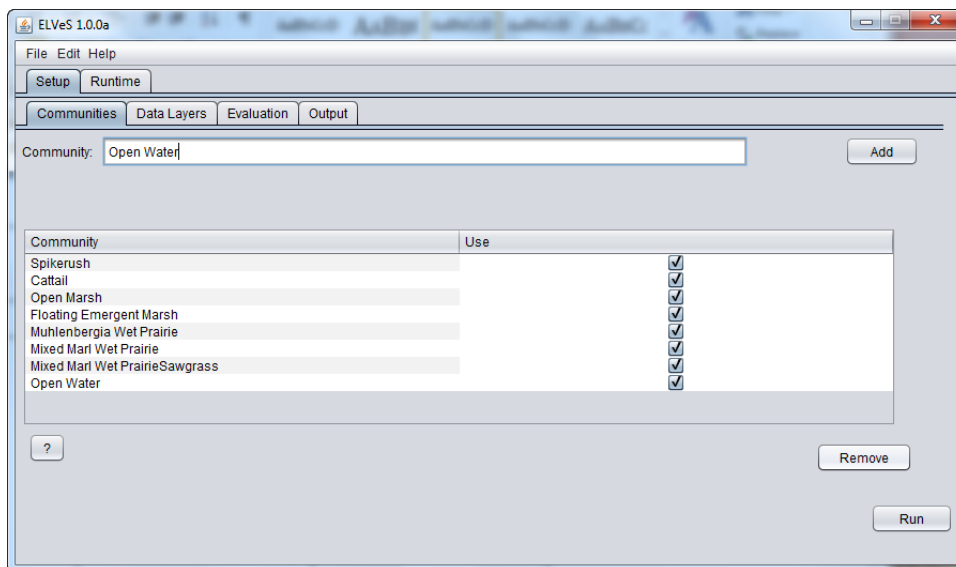 ELVeS 1.0.0a
File Edit Help
Setup Runtime
Communities Data Layers Evaluation Output
Community: Open Water Add
Community Use
Spikerush
Cattail
Open Marsh
Floating Emergent Marsh
Muhlenbergia Wet Prairie
Mixed Marl Wet Prairie
Mixed Marl Wet PrairieSawgrass
Open Water
?
Remove
Run